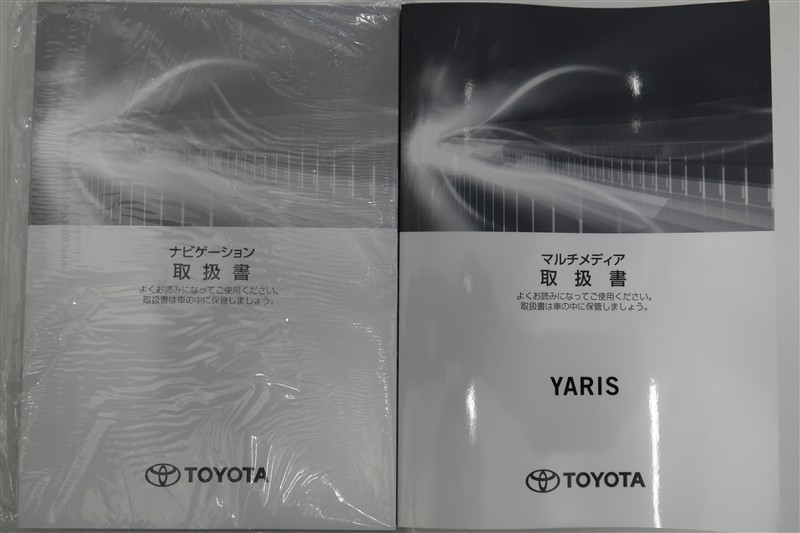 ナビゲーション
取扱書
よくお読みになってご使用ください。
取扱書は車の中に保管しましょう。
TOYOTA
マルチメディア
取扱書
よくお読みになってご使用ください。
取扱書は車の中に保管しましょう。
YARIS
TOYOTA